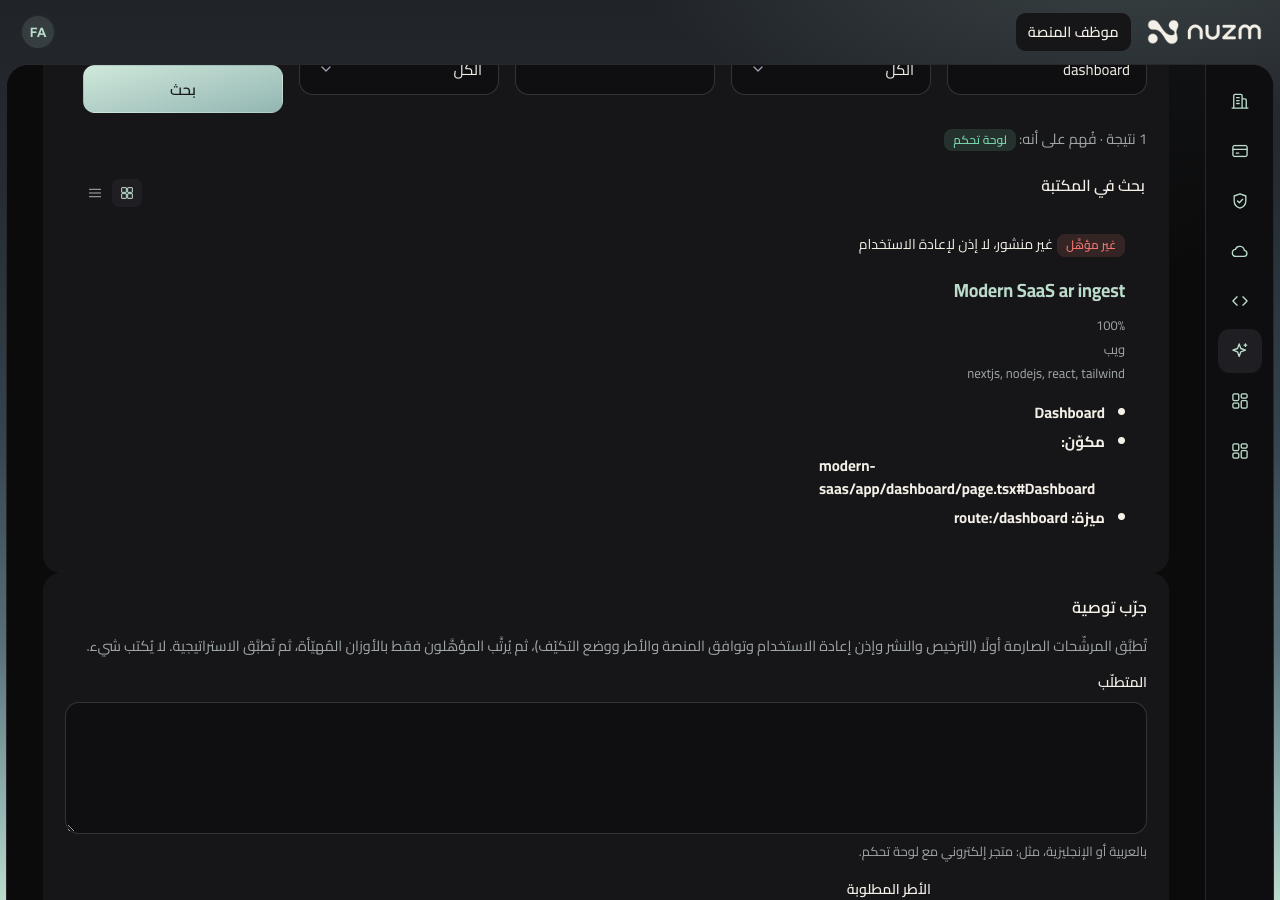 nuzm
موظف المنصة
FA
dashboard
الكل
الكل
بحث
1 نتيجة · فُهم على أنه: لوحة تحكم
بحث في المكتبة
غير مؤهَّل غير منشور، لا إذن لإعادة الاستخدام
Modern SaaS ar ingest
100%
ويب
nextjs, nodejs, react, tailwind
Dashboard
مكوّن:
modern-
saas/app/dashboard/page.tsx#Dashboard
ميزة: route:/dashboard
جرّب توصية
تُطبَّق المرشّحات الصارمة أولًا (الترخيص والنشر وإذن إعادة الاستخدام وتوافق المنصة والأطر ووضع التكيّف)، ثم يُرتَّب المؤهَّلون فقط بالأوزان المُهيّأة، ثم تُطبَّق الاستراتيجية. لا يُكتب شيء.
المتطلّب
بالعربية أو الإنجليزية، مثل: متجر إلكتروني مع لوحة تحكم.
الأطر المطلوبة